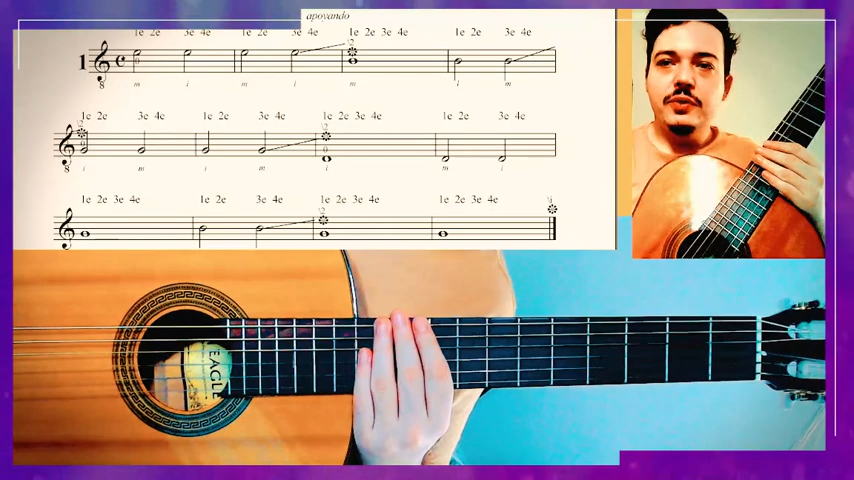 apoyando
1e 2e 3e 4e 1e 2e 3e 4e 1e 2e 3e 4e 1e 2e 3e 4e
1
m i m i m i m
1e 2e 3e 4e 1e 2e 3e 4e 1e 2e 3e 4e 1e 2e 3e 4e
i m i m i m i
1e 2e 3e 4e 1e 2e 3e 4e 1e 2e 3e 4e 1e 2e 3e 4e
EAGLE